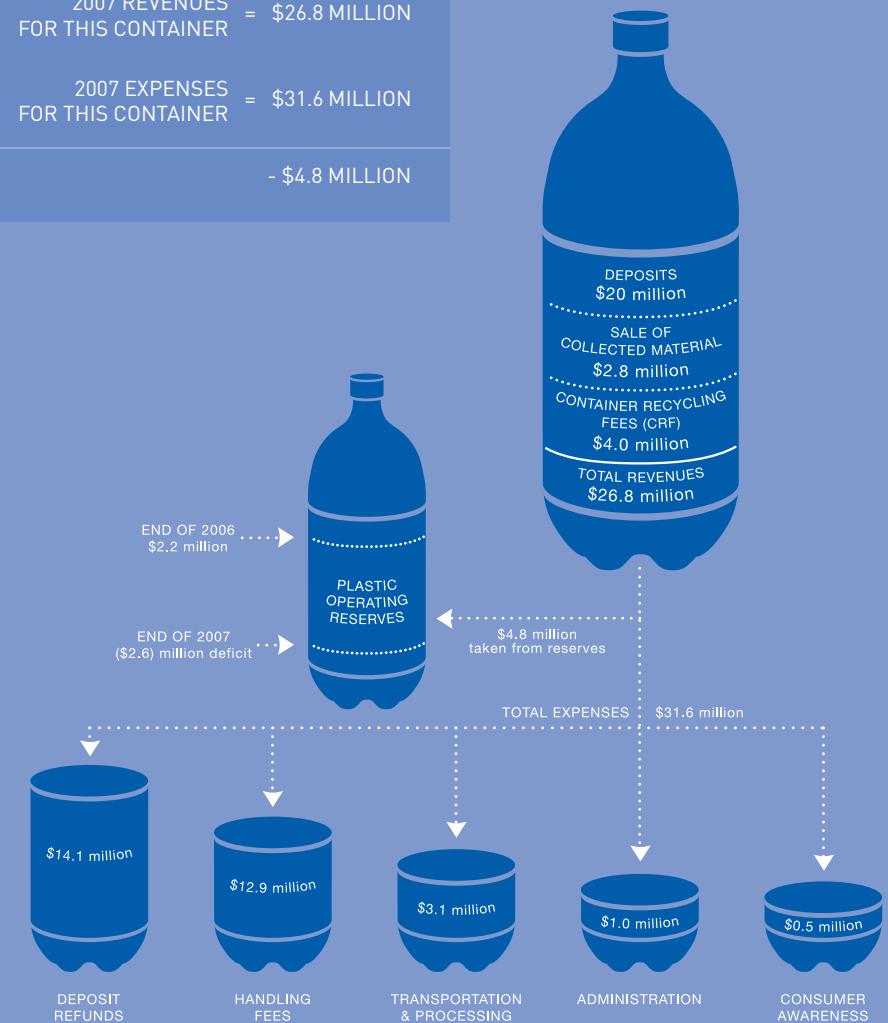 2007 REVENUES
FOR THIS CONTAINER = $26.8 MILLION
2007 EXPENSES
FOR THIS CONTAINER = $31.6 MILLION
- $4.8 MILLION
DEPOSITS
$20 million
SALE OF
COLLECTED MATERIAL
$2.8 million
CONTAINER RECYCLING
FEES (CRF)
$4.0 million
TOTAL REVENUES
$26.8 million
END OF 2006
$2.2 million
PLASTIC
OPERATING
RESERVES
END OF 2007
($2.6) million deficit
$4.8 million
taken from reserves
TOTAL EXPENSES $31.6 million
$14.1 million
$12.9 million
$3.1 million
$1.0 million
$0.5 million
DEPOSIT
REFUNDS
HANDLING
FEES
TRANSPORTATION
& PROCESSING
ADMINISTRATION
CONSUMER
AWARENESS